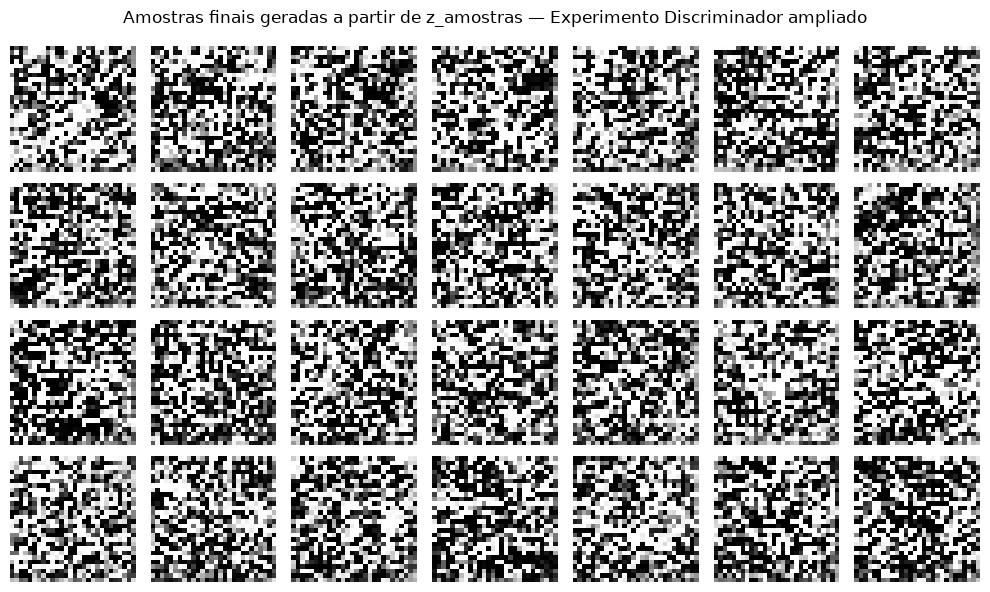 Amostras finais geradas a partir de z_amostras — Experimento Discriminador ampliado